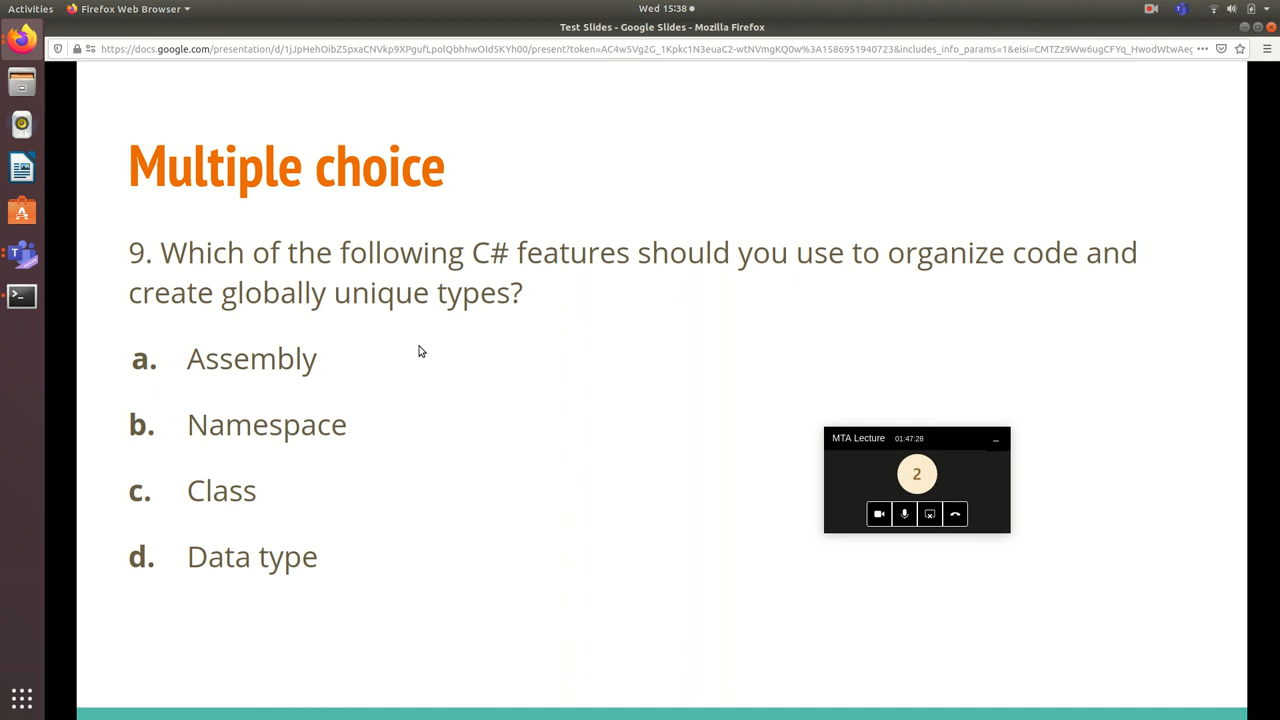 Activities
Firefox Web Browser
Wed 15:38
Test Slides - Google Slides - Mozilla Firefox
Multiple choice
9. Which of the following C# features should you use to organize code and
create globally unique types?
a. Assembly
b. Namespace
c. Class
d. Data type
MTA Lecture 01:47:28
2